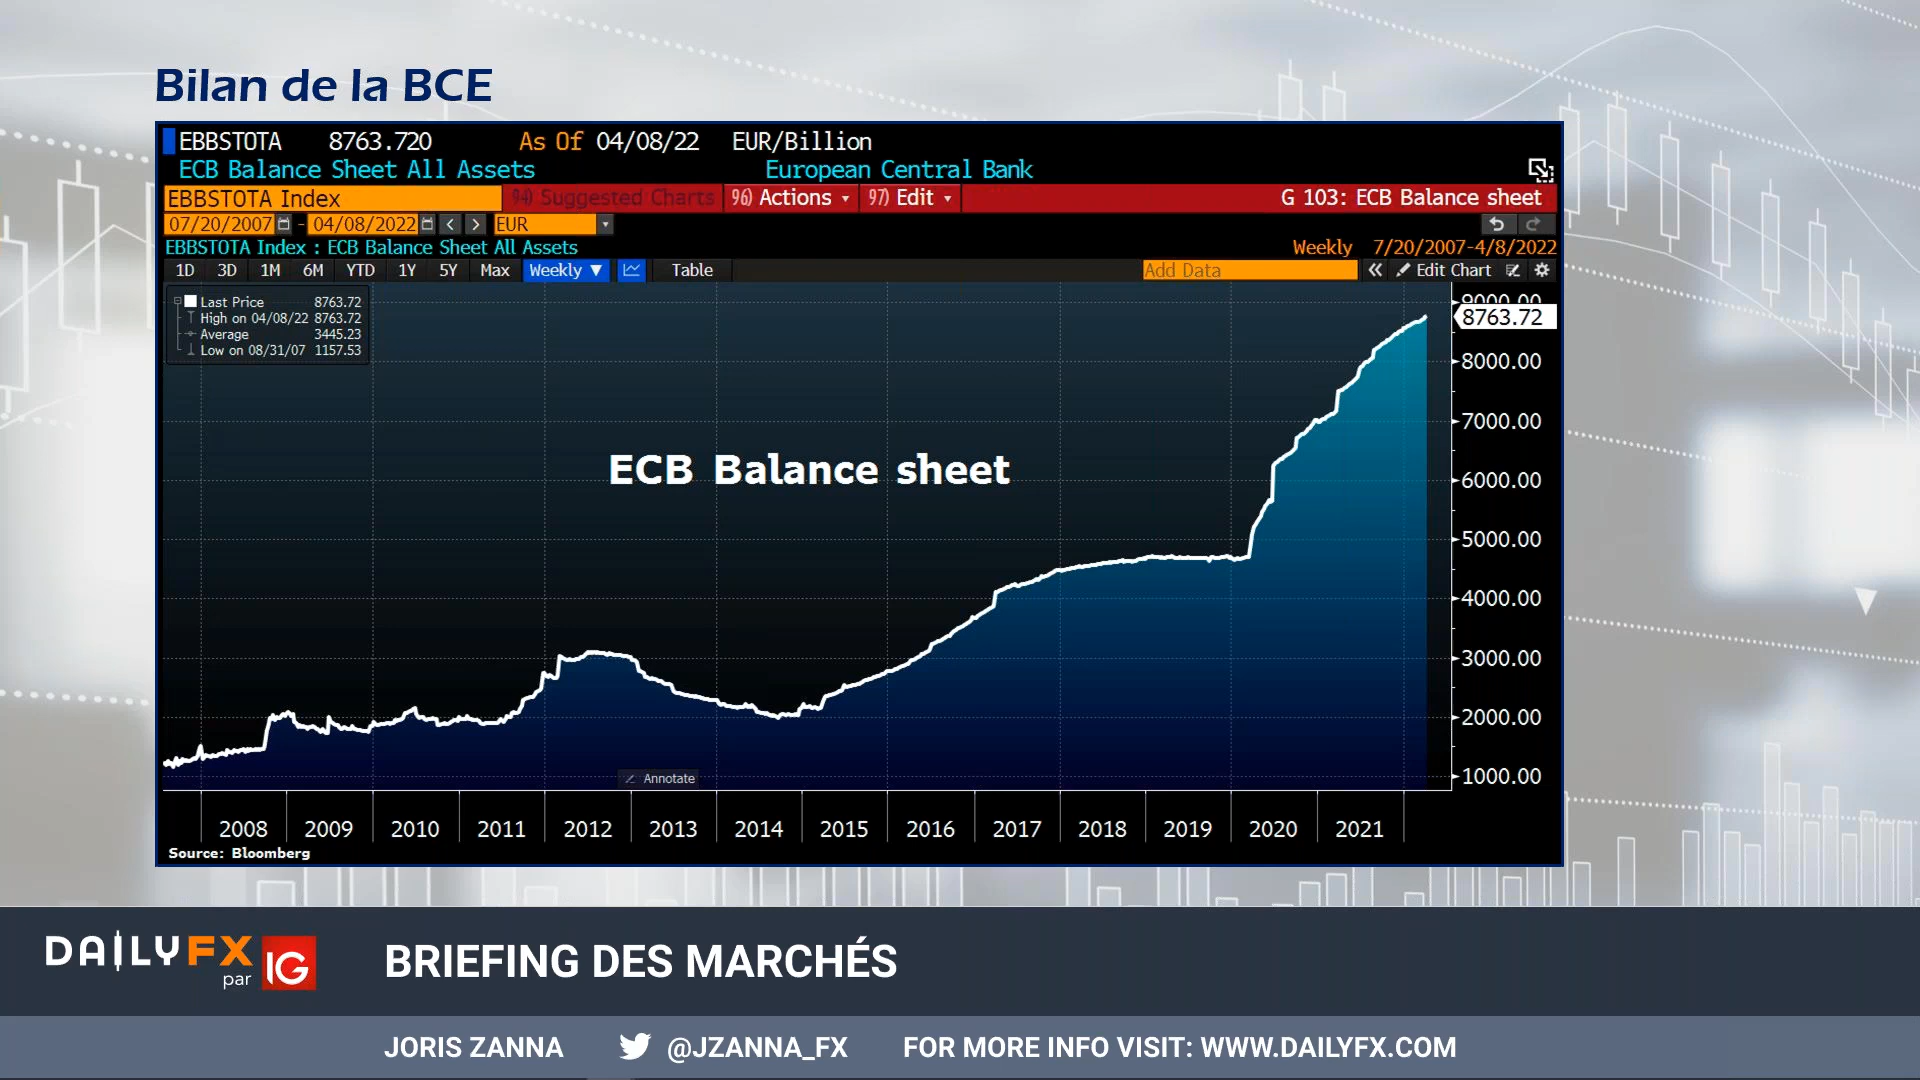 Bilan de la BCE
EBBSTOTA 8763.720 As Of 04/08/22 EUR/Billion
ECB Balance Sheet All Assets European Central Bank
EBBSTOTA Index 94) Suggested Charts 96) Actions 97) Edit G 103: ECB Balance sheet
07/20/2007 - 04/08/2022 EUR
EBBSTOTA Index : ECB Balance Sheet All Assets Weekly 7/20/2007-4/8/2022
1D 3D 1M 6M YTD 1Y 5Y Max Weekly ▼ Table Add Data « Edit Chart
Last Price 8763.72
High on 04/08/22 8763.72
Average 3445.23
Low on 08/31/07 1157.53
9000.00
8763.72
8000.00
7000.00
ECB Balance sheet
6000.00
5000.00
4000.00
3000.00
2000.00
1000.00
Annotate
2008 2009 2010 2011 2012 2013 2014 2015 2016 2017 2018 2019 2020 2021
Source: Bloomberg
DAILYFX
par IG
BRIEFING DES MARCHÉS
JORIS ZANNA @JZANNA_FX FOR MORE INFO VISIT: WWW.DAILYFX.COM